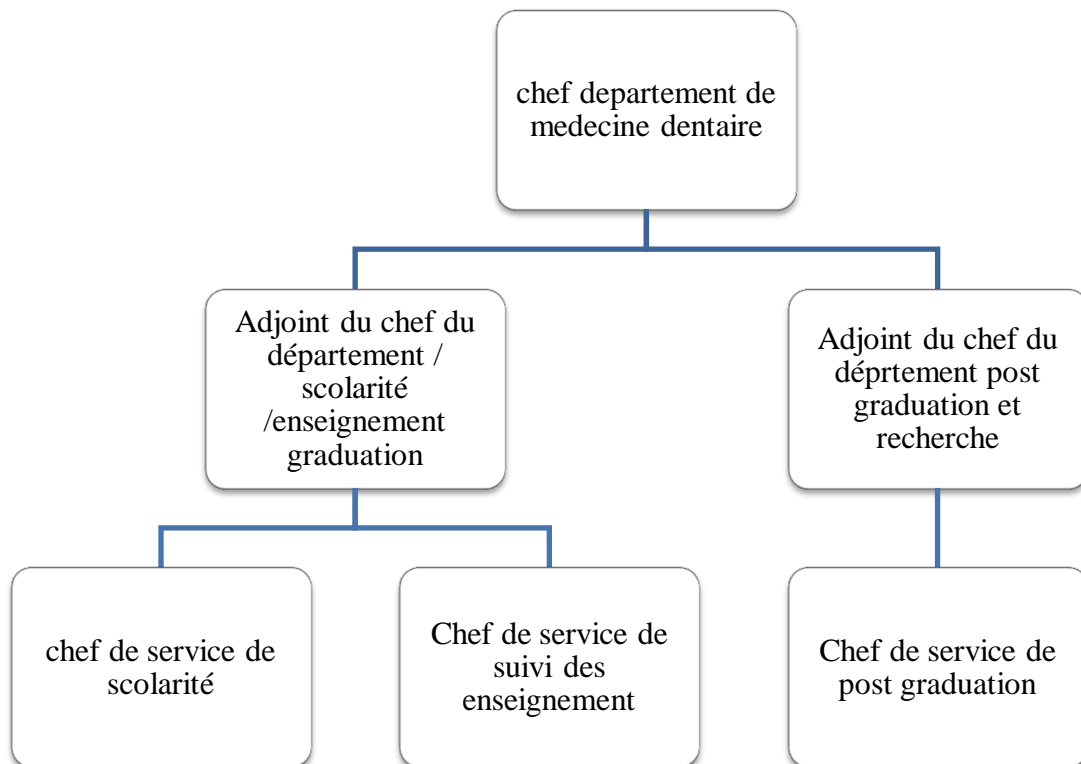 chef departement de
medecine dentaire
Adjoint du chef du
département /
scolarité
/enseignement
graduation
Adjoint du chef du
déprtement post
graduation et
recherche
chef de service de
scolarité
Chef de service de
suivi des
enseignement
Chef de service de
post graduation